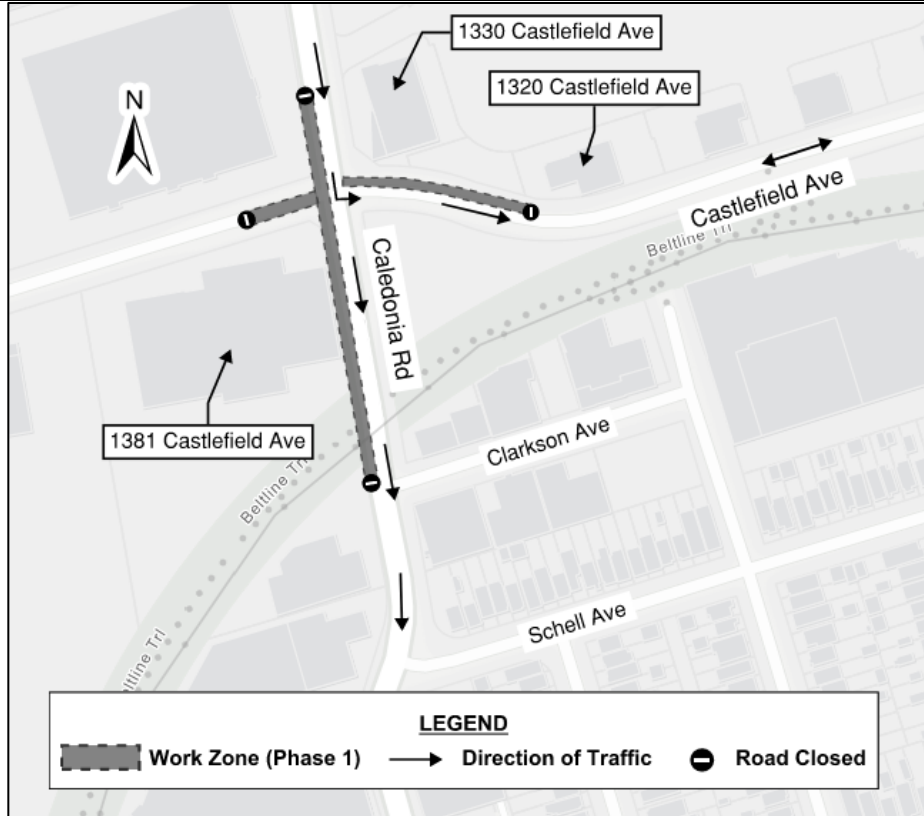 1330 Castlefield Ave
1320 Castlefield Ave
N
Castlefield Ave
Beltline Trl
Caledonia Rd
1381 Castlefield Ave
Clarkson Ave
Beltline Trl
Schell Ave
eltline Trl
LEGEND
Work Zone (Phase 1)
Direction of Traffic
Road Closed